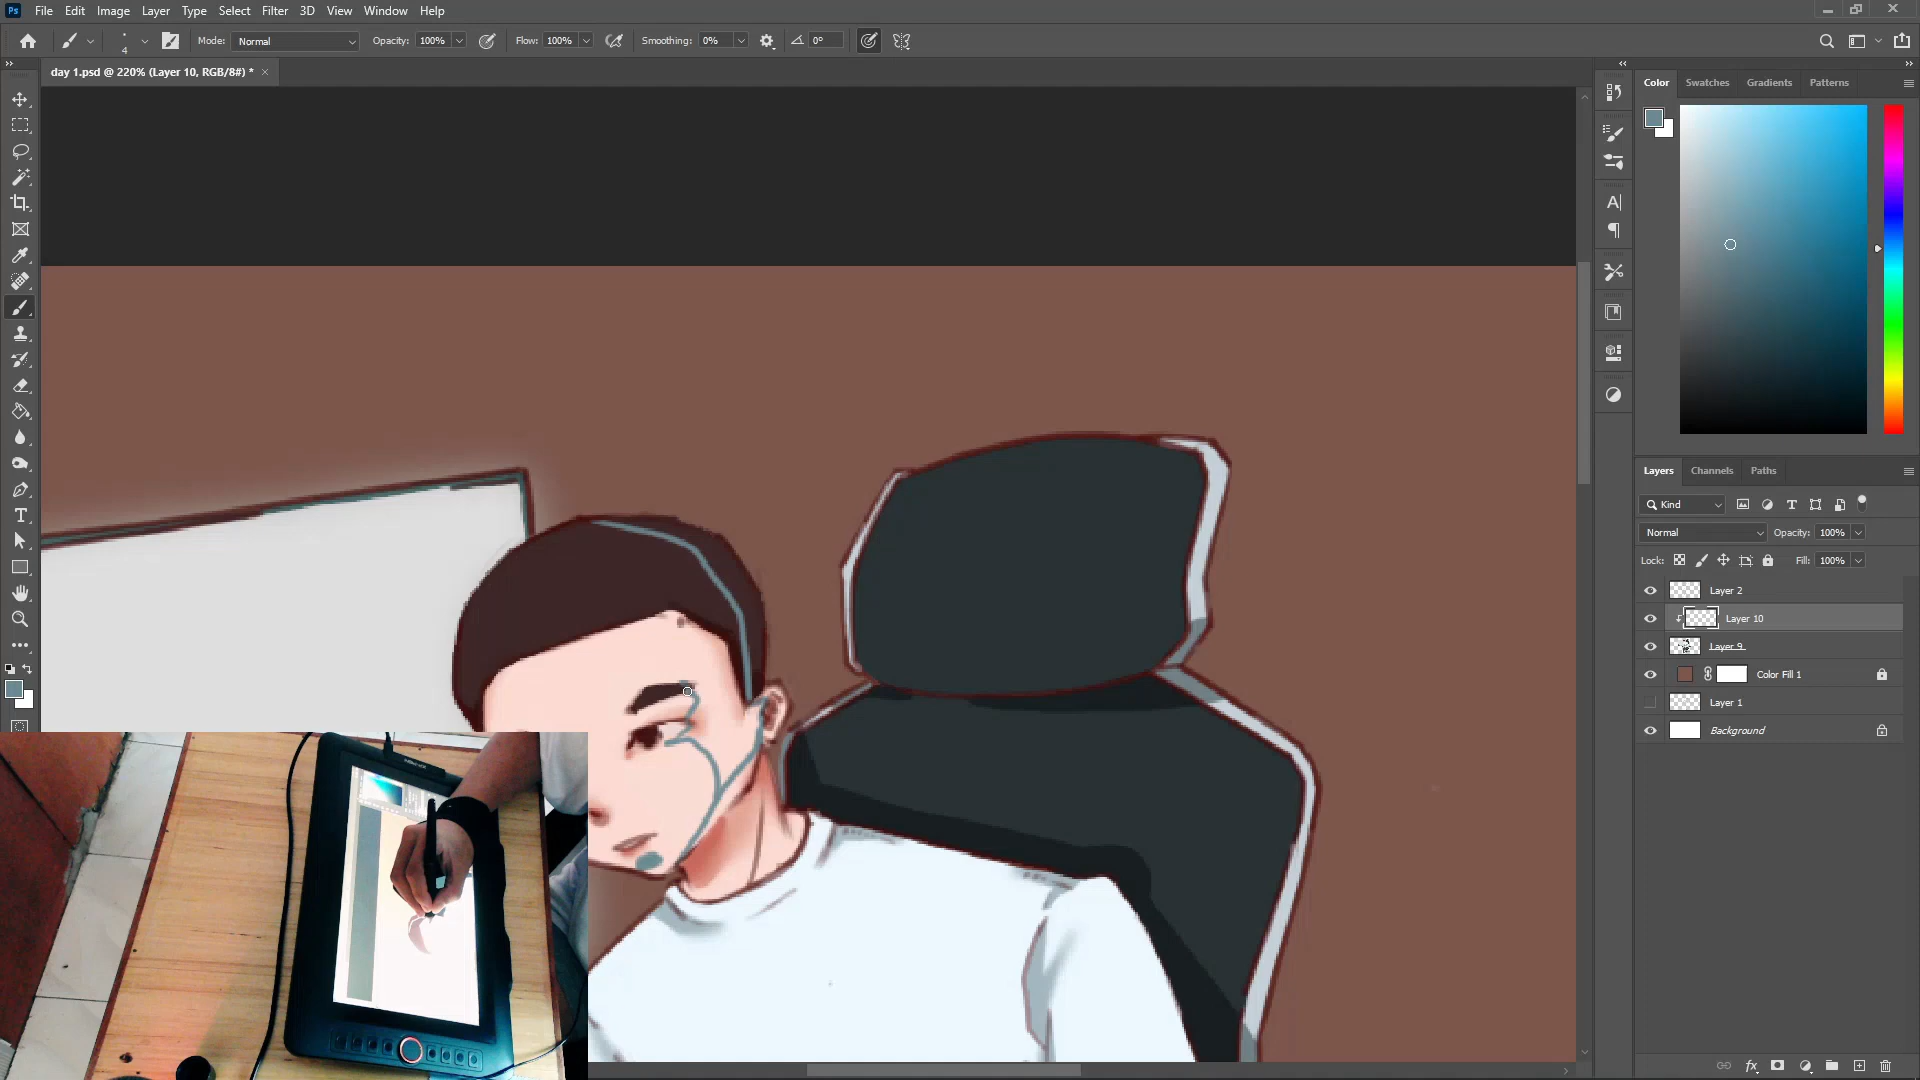 Ps File Edit Image Layer Type Select Filter 3D View Window Help
4 Mode: Normal Opacity: 100% Flow: 100% Smoothing: 0% 0°
day 1.psd @ 220% (Layer 10, RGB/8#) * ×
Color Swatches Gradients Patterns
Layers Channels Paths
Kind
Normal Opacity: 100%
Lock: Fill: 100%
Layer 2
Layer 10
Layer 9
Color Fill 1
Layer 1
Background